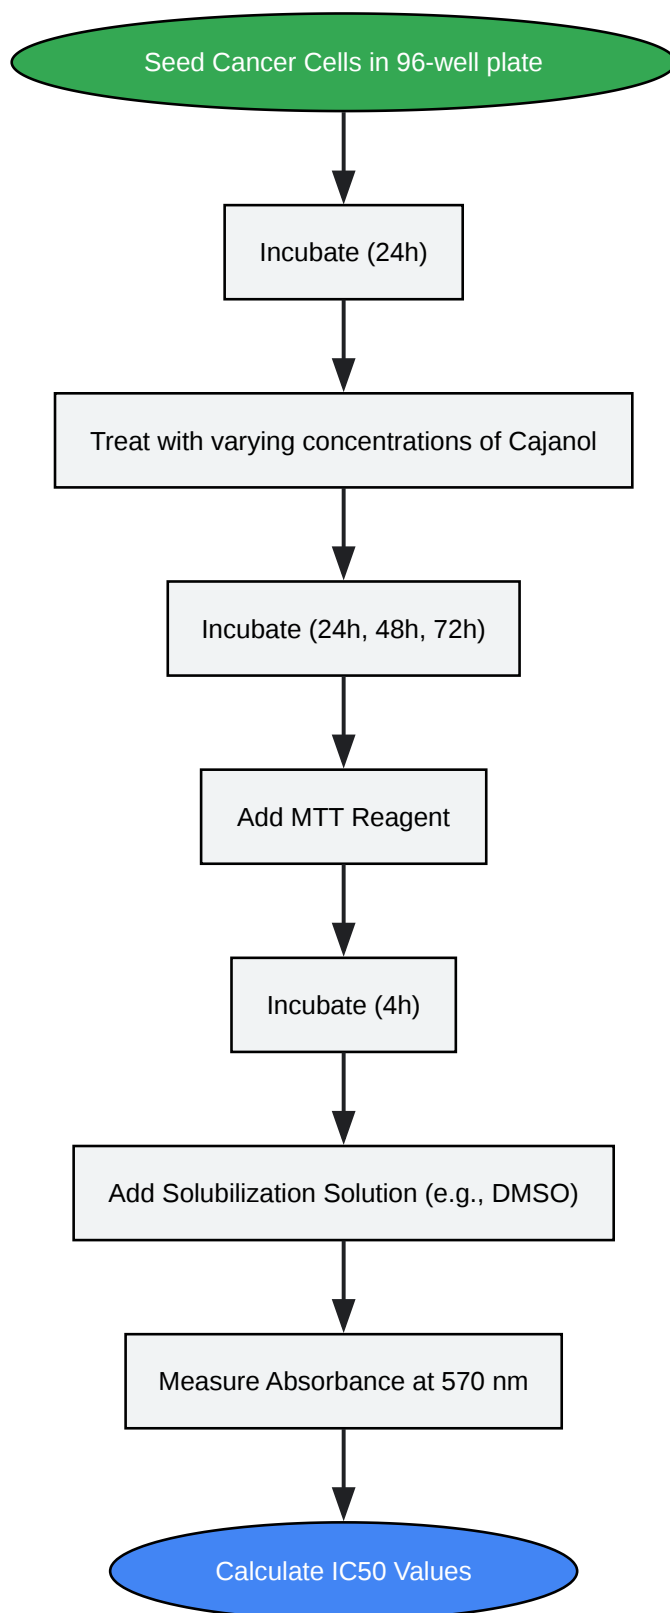 Seed Cancer Cells in 96-well plate
Incubate (24h)
Treat with varying concentrations of Cajanol
Incubate (24h, 48h, 72h)
Add MTT Reagent
Incubate (4h)
Add Solubilization Solution (e.g., DMSO)
Measure Absorbance at 570 nm
Calculate IC50 Values